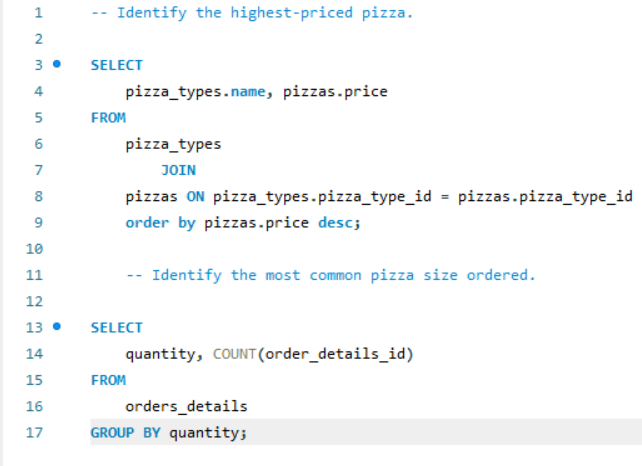 1 -- Identify the highest-priced pizza.
2
3 SELECT
4 pizza_types.name, pizzas.price
5 FROM
6 pizza_types
7 JOIN
8 pizzas ON pizza_types.pizza_type_id = pizzas.pizza_type_id
9 order by pizzas.price desc;
10
11 -- Identify the most common pizza size ordered.
12
13 SELECT
14 quantity, COUNT(order_details_id)
15 FROM
16 orders_details
17 GROUP BY quantity;